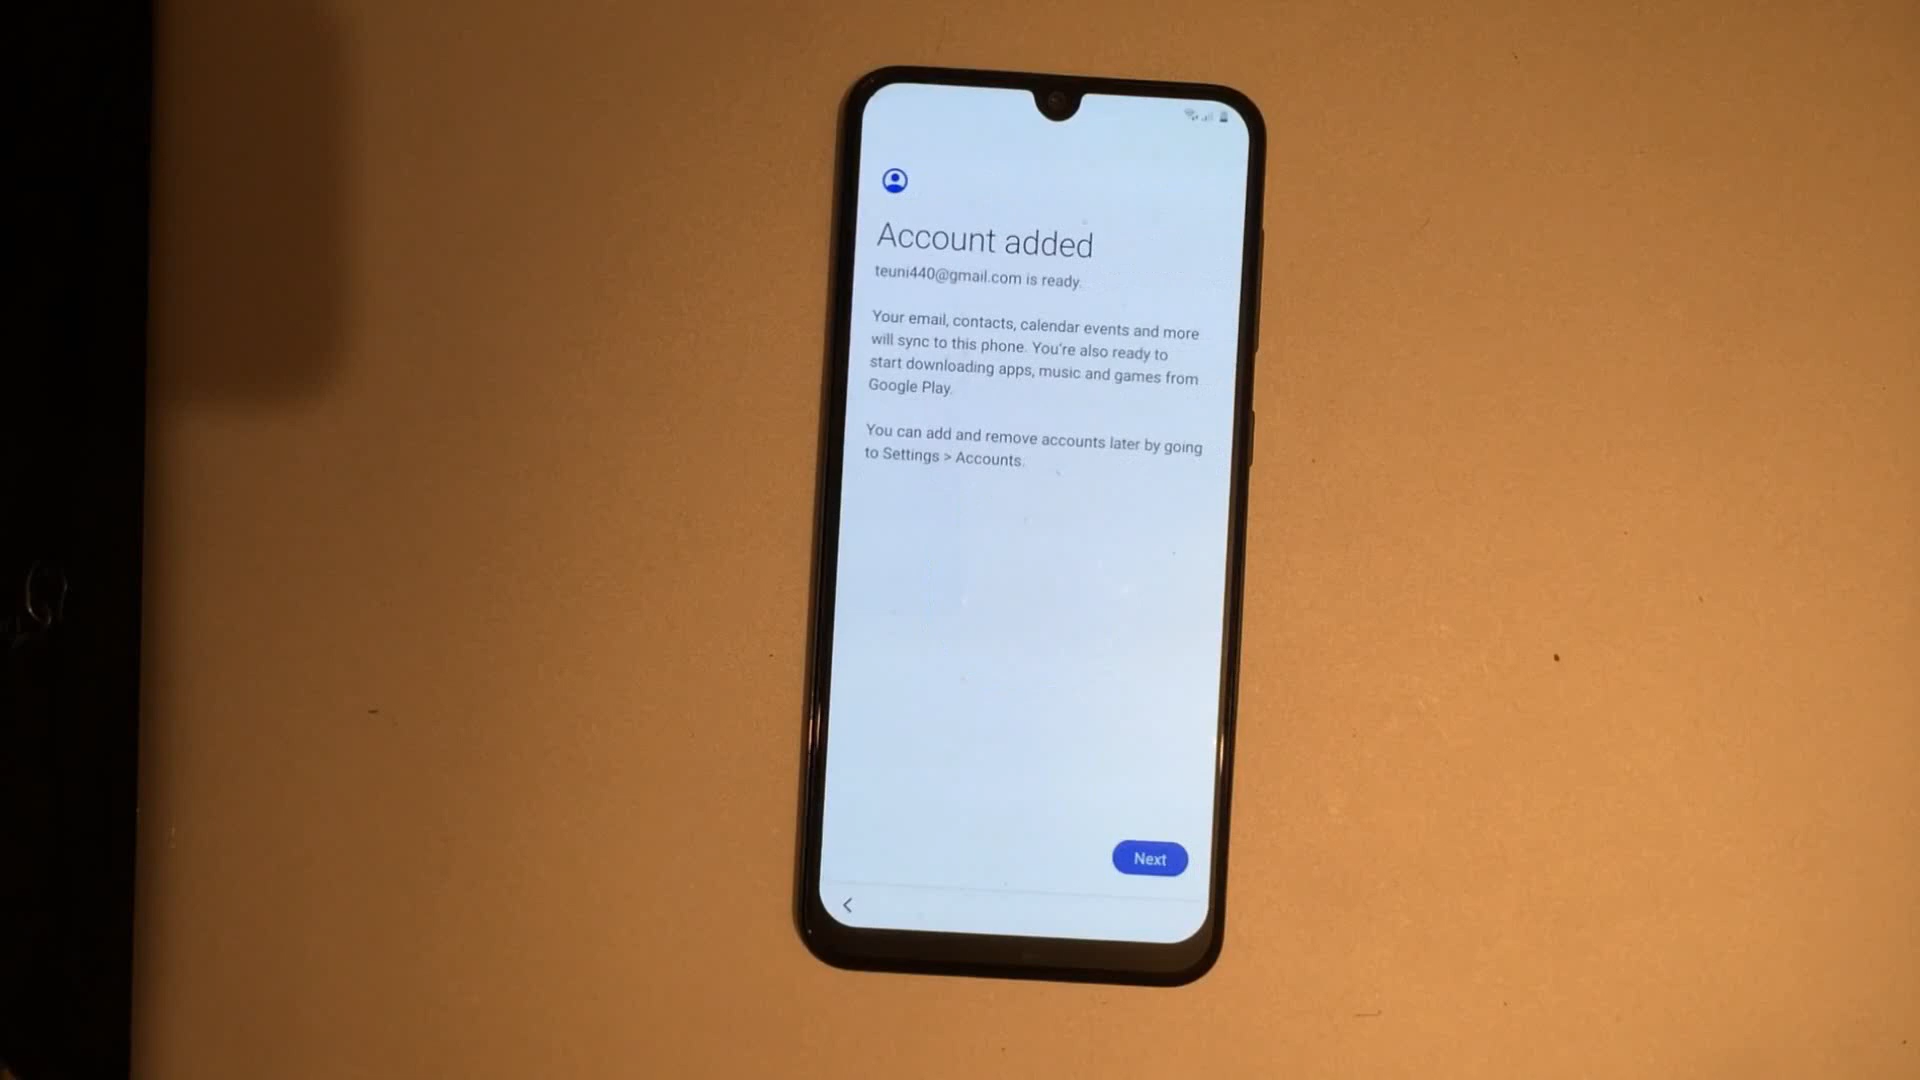 Account added
teuni440@gmail.com is ready.
Your email, contacts, calendar events and more
will sync to this phone. You're also ready to
start downloading apps, music and games from
Google Play.
You can add and remove accounts later by going
to Settings > Accounts.
Next